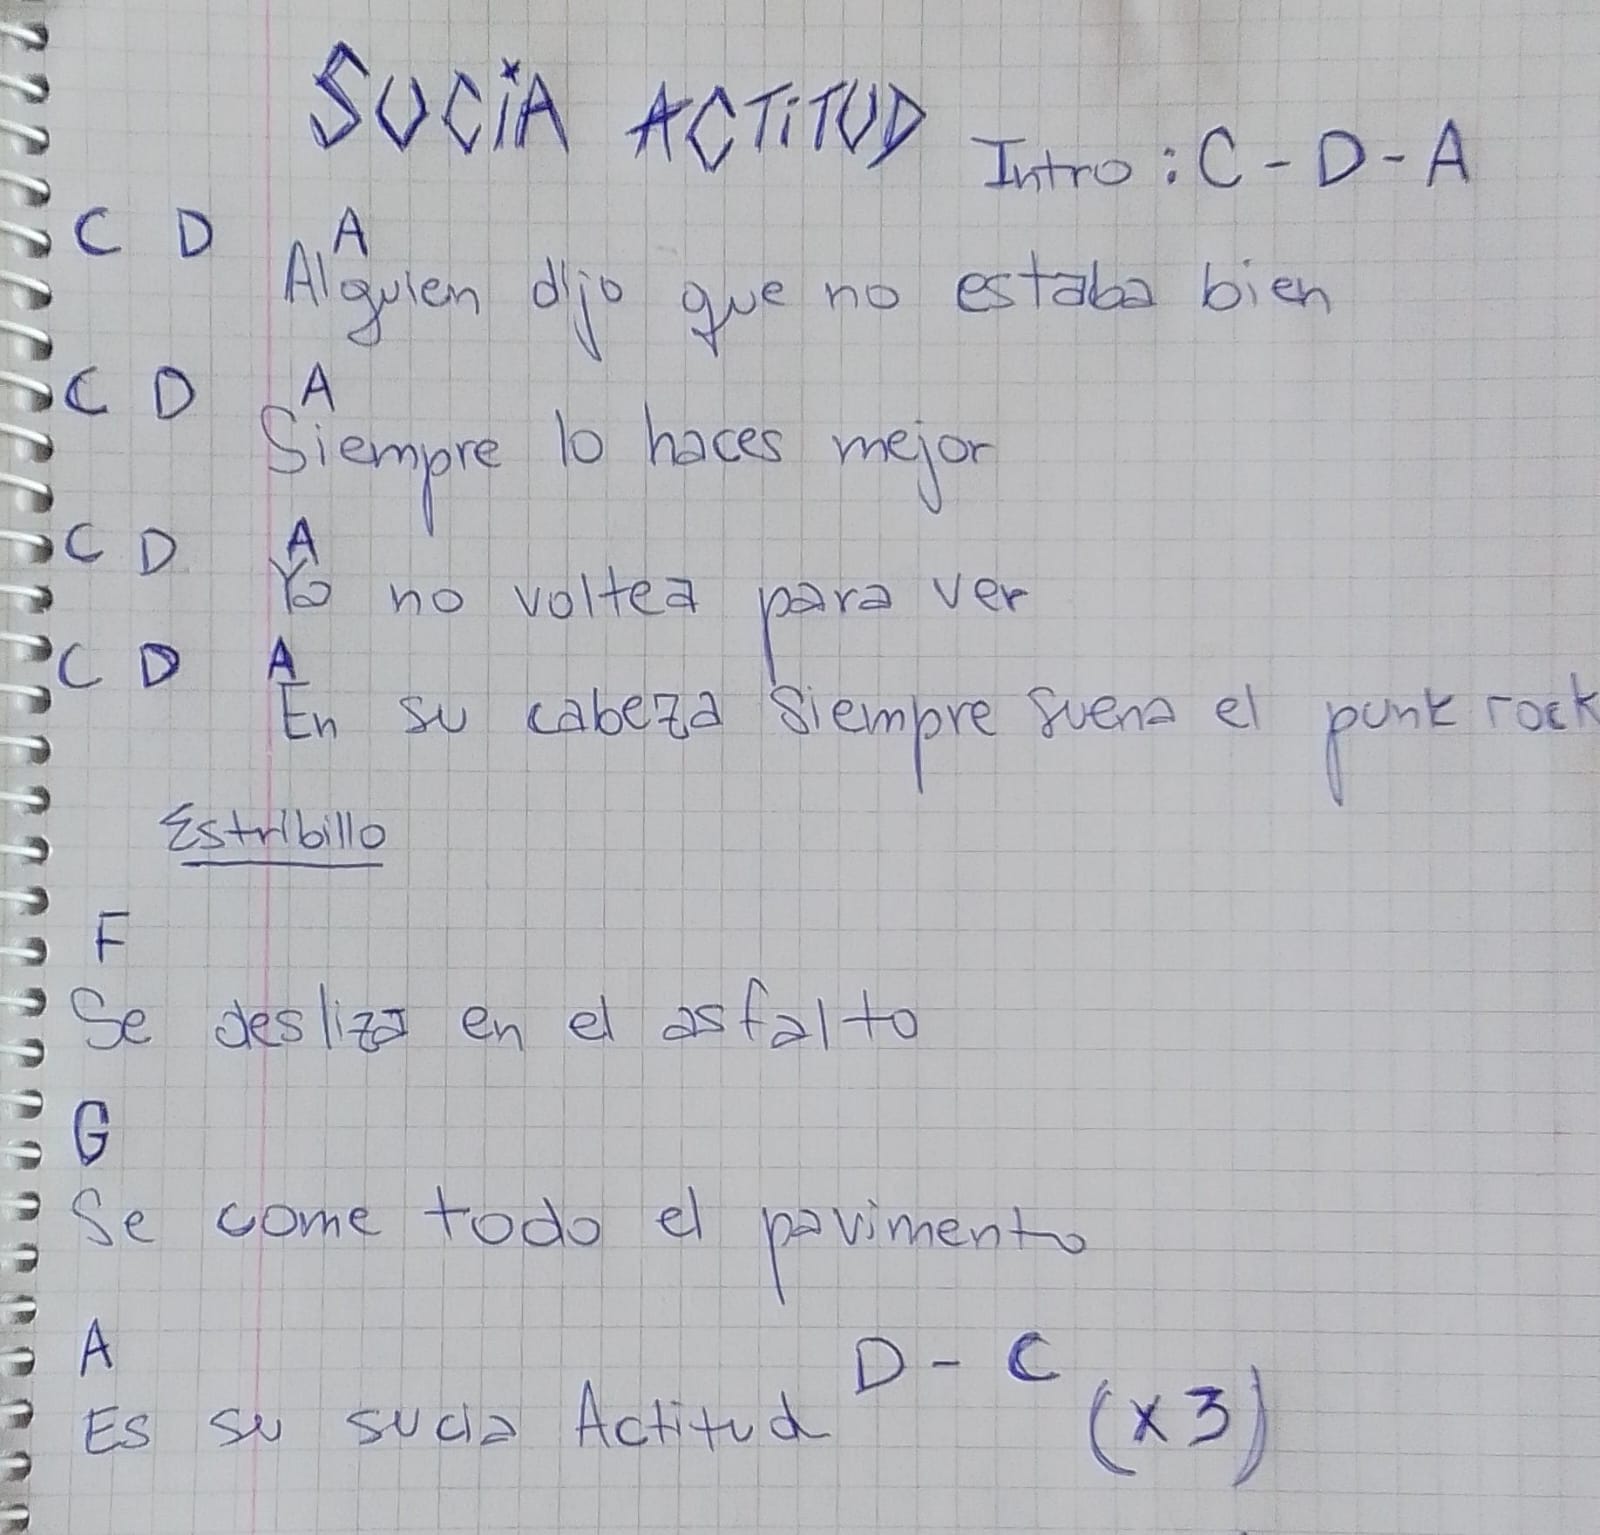 SUCIA ACTITUD Intro: C - D - A
C D A
Alguien dijo que no estaba bien
C D A
Siempre lo haces mejor
C D A
Ya no voltea para ver
C D A
En su cabeza siempre suena el punk rock
Estribillo
F
Se desliza en el asfalto
G
Se come todo el pavimento
A D - C
Es su sucia Actitud (x3)